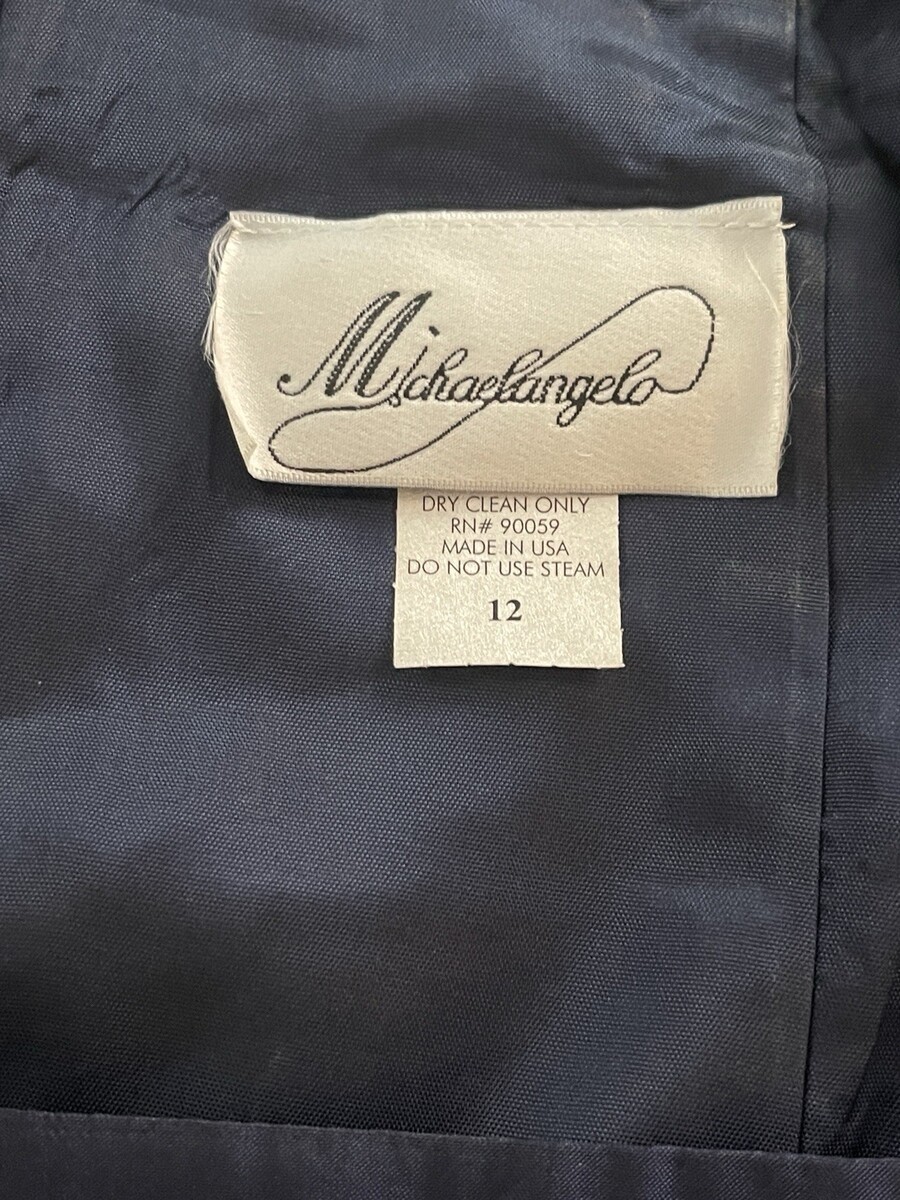 Michaelangelo
DRY CLEAN ONLY
RN# 90059
MADE IN USA
DO NOT USE STEAM
12